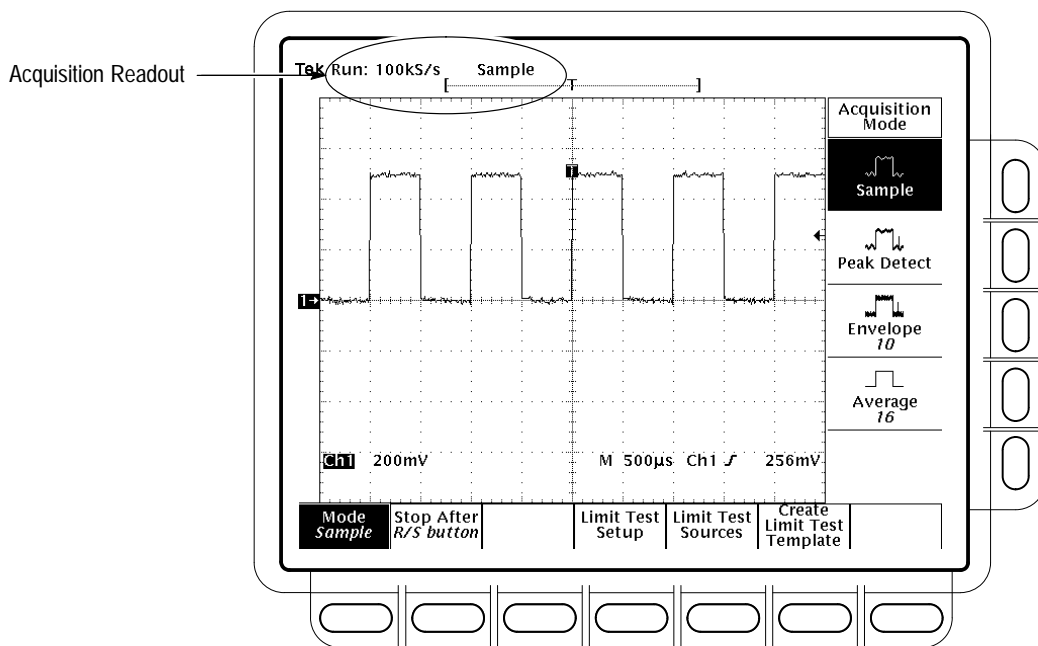 Acquisition Readout
Tek Run: 100kS/s Sample
[ T ]
Acquisition
Mode
T
Sample
Peak Detect
1→
Envelope
10
Average
16
Ch1 200mV M 500µs Ch1 256mV
Mode
Sample
Stop After
R/S button
Limit Test
Setup
Limit Test
Sources
Create
Limit Test
Template